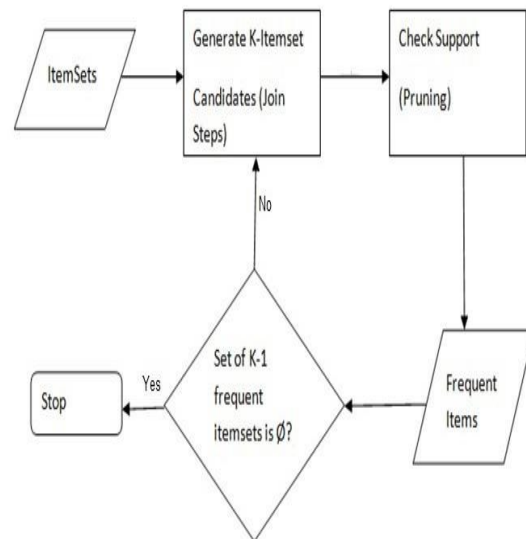 ItemSets
Generate K-Itemset
Candidates (Join
Steps)
Check Support
(Pruning)
No
Set of K-1
frequent
itemsets is Ø?
Yes
Stop
Frequent
Items